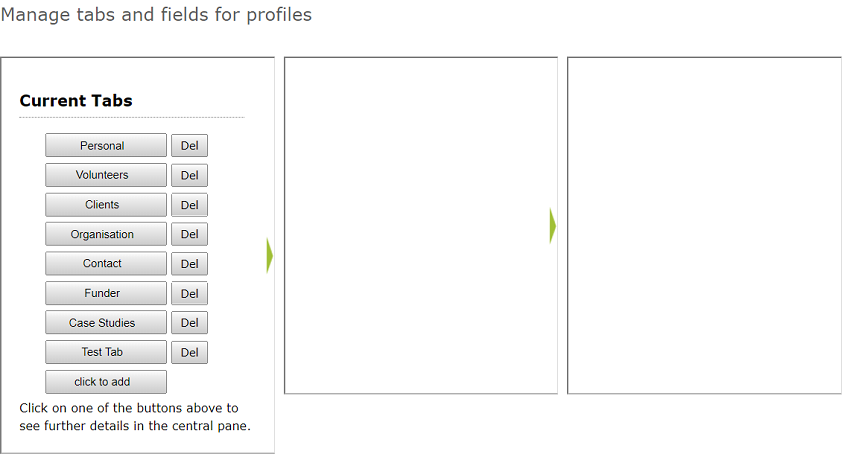 Manage tabs and fields for profiles
Current Tabs
Personal Del
Volunteers Del
Clients Del
Organisation Del
Contact Del
Funder Del
Case Studies Del
Test Tab Del
click to add
Click on one of the buttons above to
see further details in the central pane.